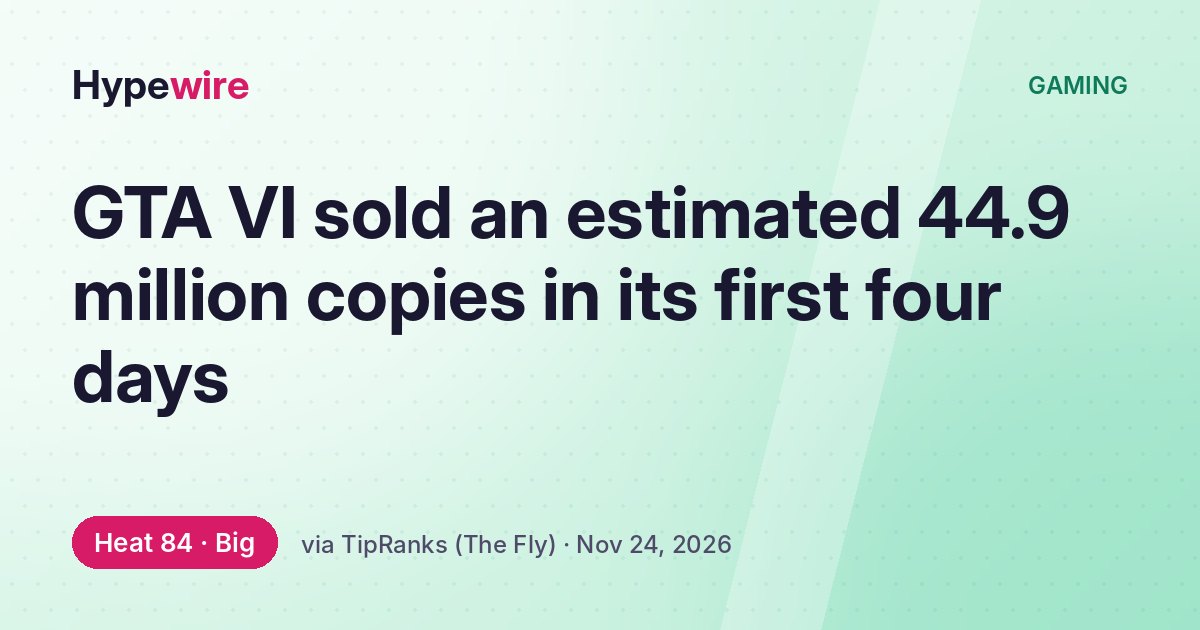 Hypewire
GAMING
GTA VI sold an estimated 44.9
million copies in its first four
days
Heat 84 · Big
via TipRanks (The Fly) · Nov 24, 2026